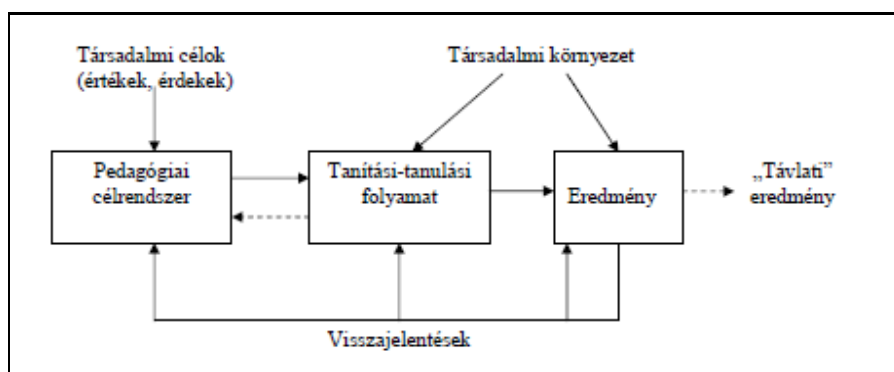 Társadalmi célok
(értékek, érdekek)
Társadalmi környezet
Pedagógiai
célrendszer
Tanítási-tanulási
folyamat
Eredmény
„Távlati”
eredmény
Visszajelentések